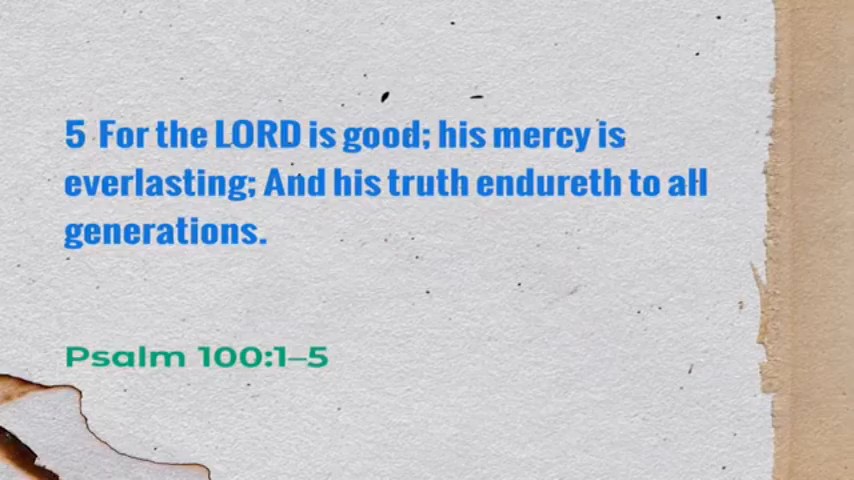 5 For the LORD is good; his mercy is
everlasting; And his truth endureth to all
generations.
Psalm 100:1–5